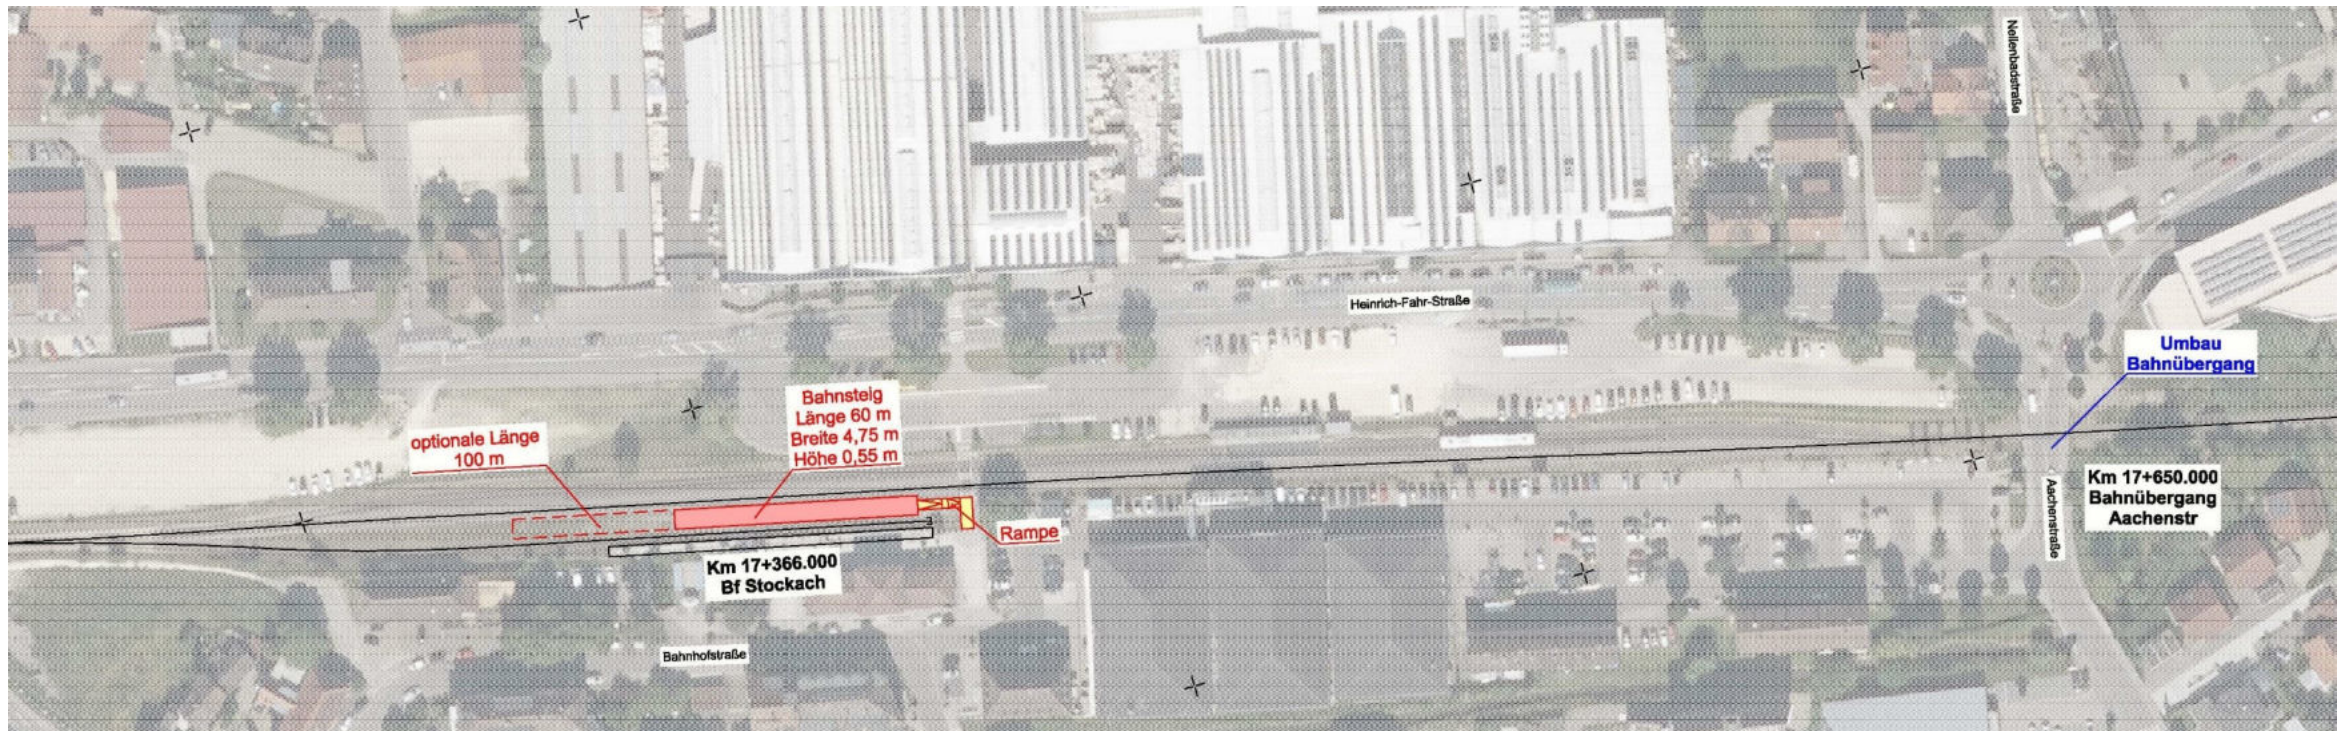 Nellenbadstraße
Heinrich-Fahr-Straße
Umbau
Bahnübergang
Bahnsteig
Länge 60 m
Breite 4,75 m
Höhe 0,55 m
optionale Länge
100 m
Km 17+650.000
Bahnübergang
Aachenstr
Aachenstraße
Rampe
3
Km 17+366.000
Bf Stockach
Bahnhofstraße